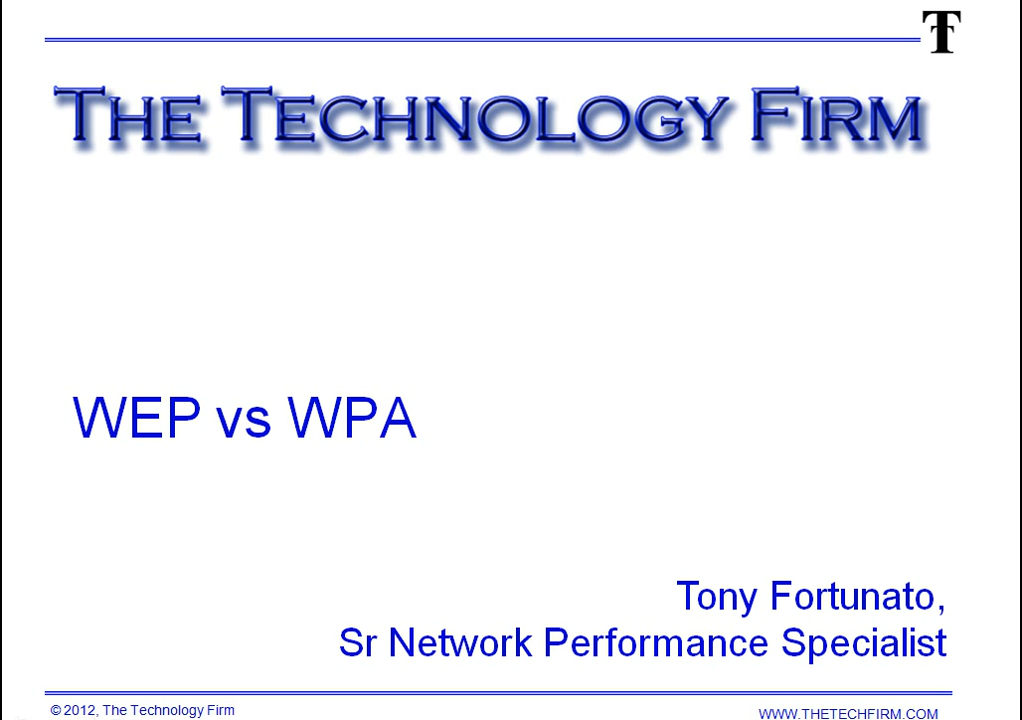 TF
THE TECHNOLOGY FIRM
WEP vs WPA
Tony Fortunato,
Sr Network Performance Specialist
© 2012, The Technology Firm
WWW.THETECHFIRM.COM